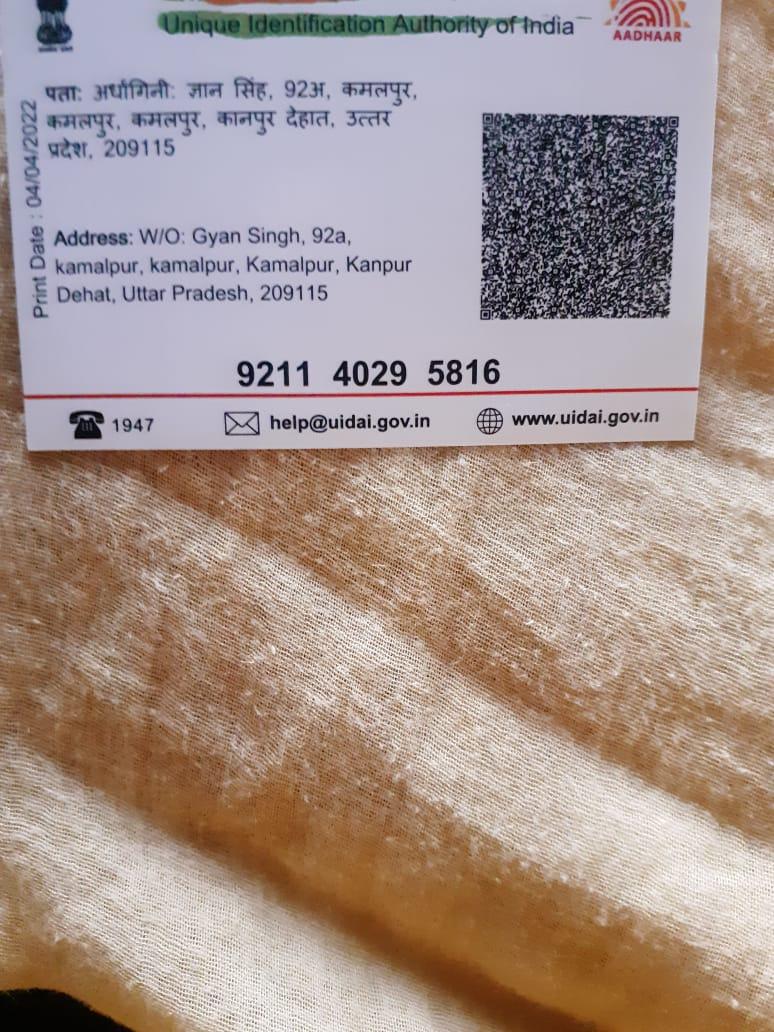 Unique Identification Authority of India
AADHAAR
पता: अर्धांगिनी: ज्ञान सिंह, 92अ, कमलपुर,
कमलपुर, कमलपुर, कानपुर देहात, उत्तर
प्रदेश, 209115
Print Date : 04/04/2022
Address: W/O: Gyan Singh, 92a,
kamalpur, kamalpur, Kamalpur, Kanpur
Dehat, Uttar Pradesh, 209115
9211 4029 5816
1947
help@uidai.gov.in
www.uidai.gov.in